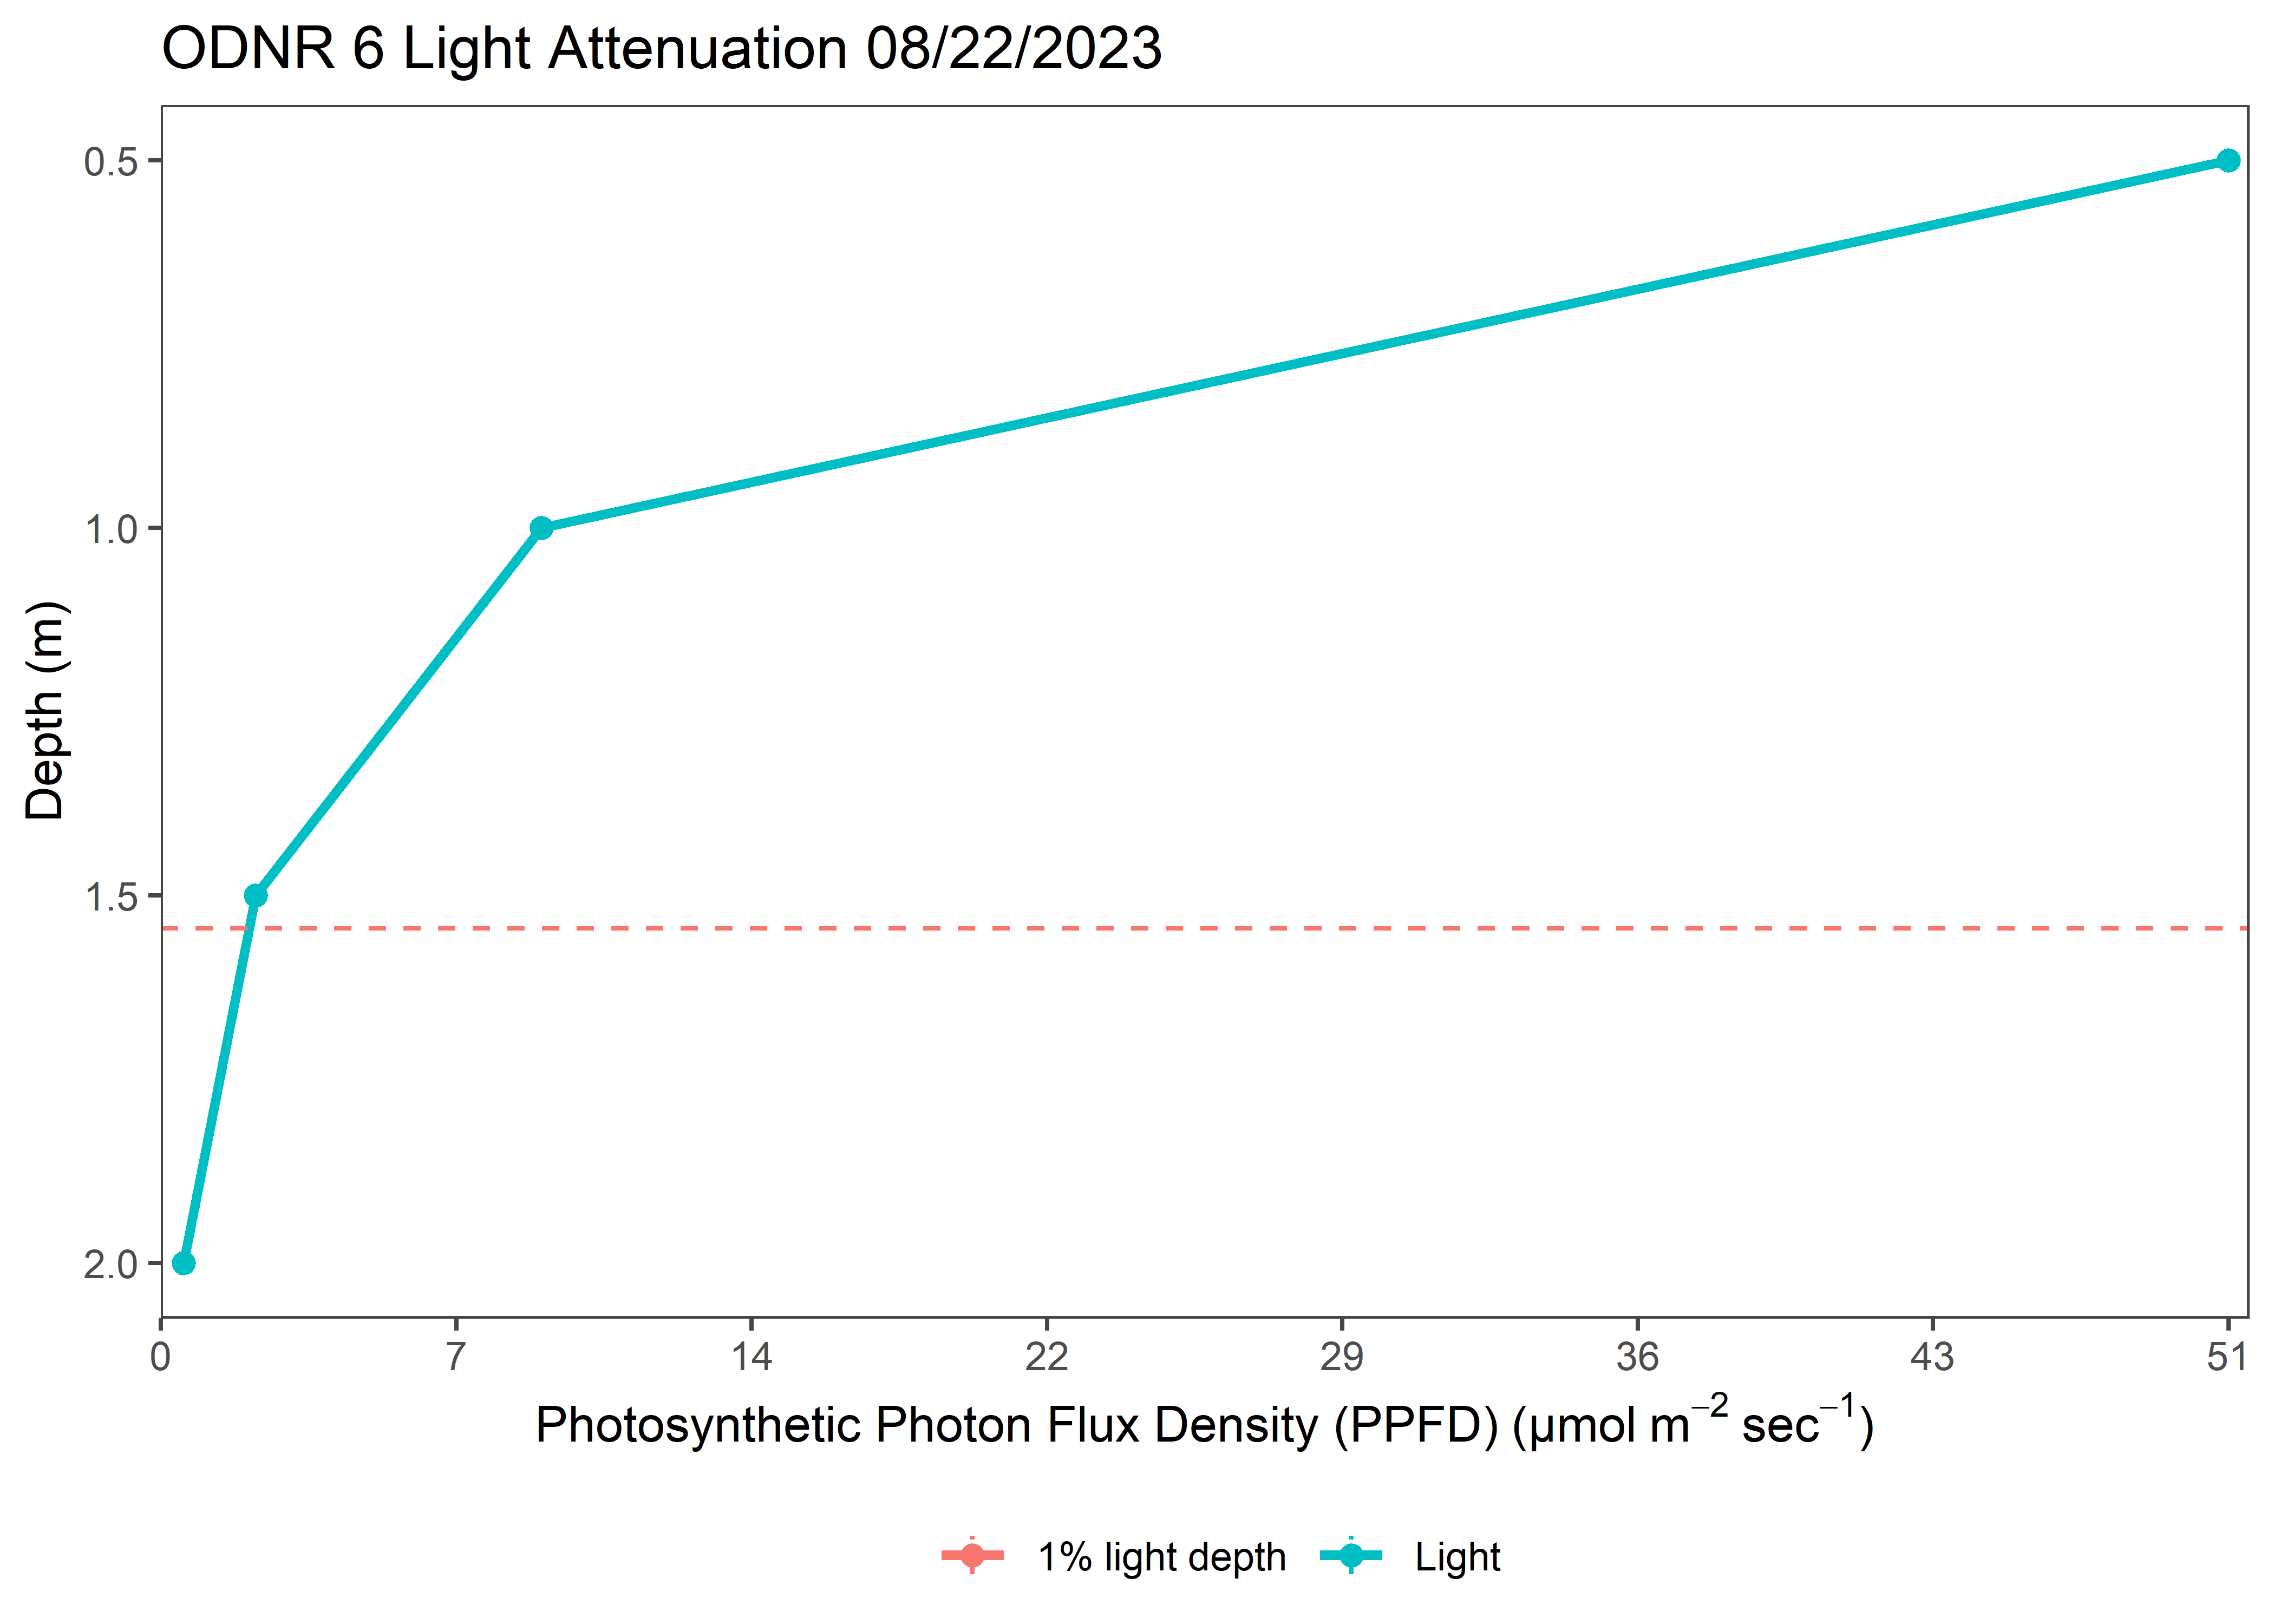 ODNR 6 Light Attenuation 08/22/2023
0.5
1.0
1.5
2.0
Depth (m)
0 7 14 22 29 36 43 51
Photosynthetic Photon Flux Density (PPFD) (μmol m⁻² sec⁻¹)
1% light depth Light